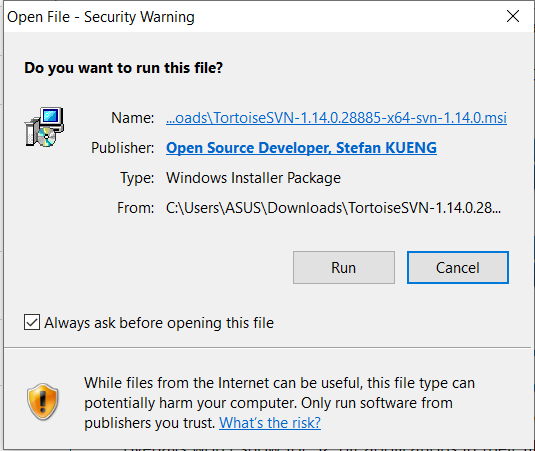 Open File - Security Warning
Do you want to run this file?
Name: ...oads\TortoiseSVN-1.14.0.28885-x64-svn-1.14.0.msi
Publisher: Open Source Developer, Stefan KUENG
Type: Windows Installer Package
From: C:\Users\ASUS\Downloads\TortoiseSVN-1.14.0.28...
Run Cancel
Always ask before opening this file
While files from the Internet can be useful, this file type can
potentially harm your computer. Only run software from
publishers you trust. What's the risk?